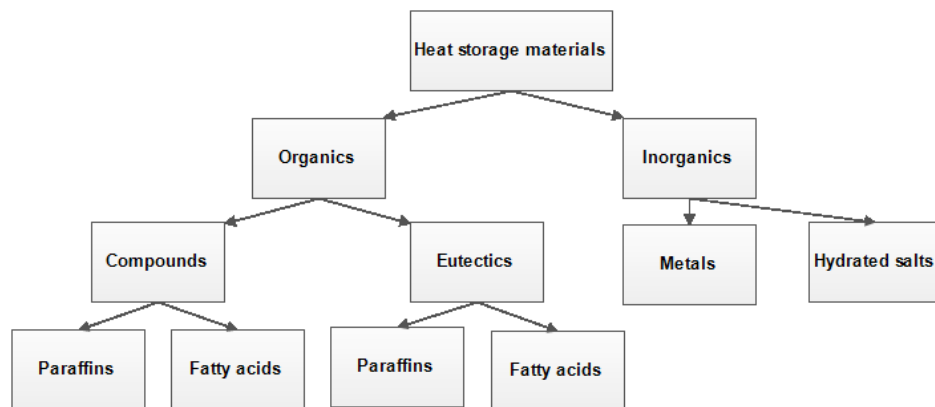 Heat storage materials
Organics
Inorganics
Compounds
Eutectics
Metals
Hydrated salts
Paraffins
Fatty acids
Paraffins
Fatty acids